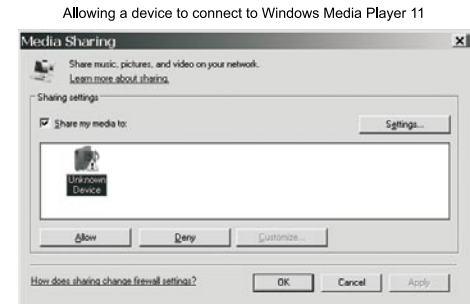 Allowing a device to connect to Windows Media Player 11
Media Sharing
Share music, pictures, and video on your network.
Learn more about sharing.
Sharing settings
Share my media to:
Settings...
Unknown
Device
Allow
Deny
Customize...
How does sharing change firewall settings?
OK
Cancel
Apply